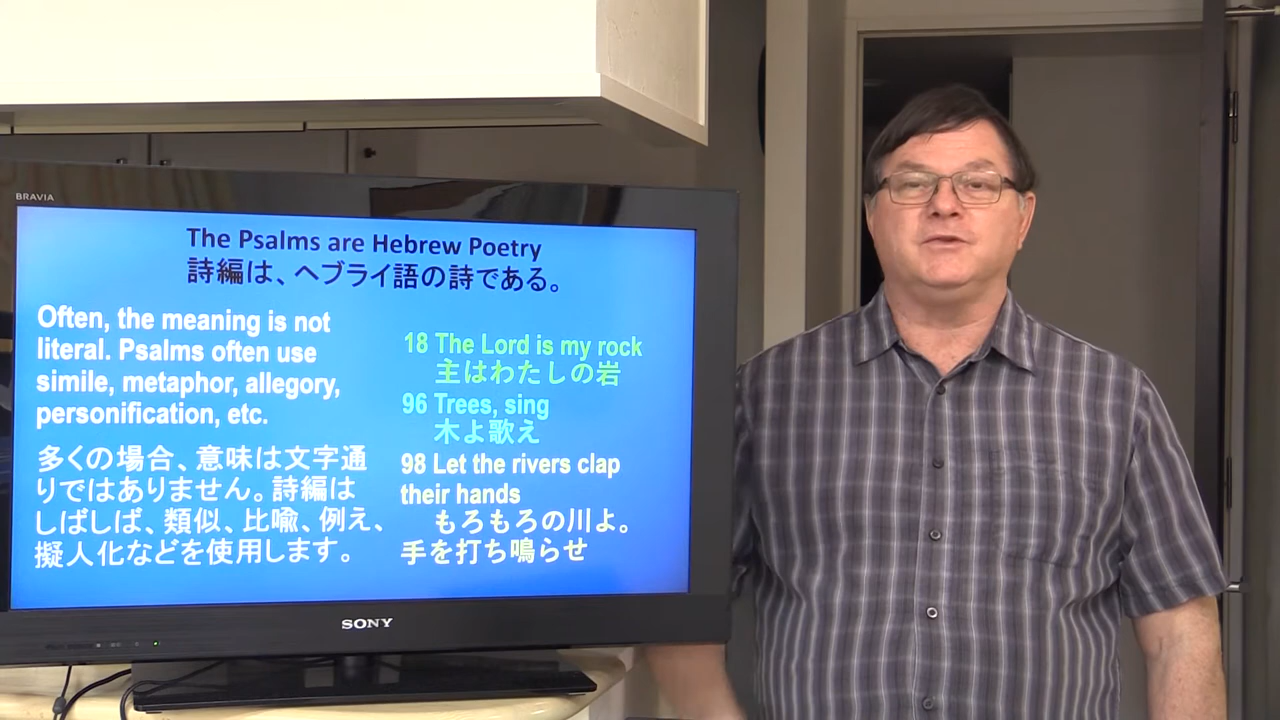 BRAVIA
The Psalms are Hebrew Poetry
詩編は、ヘブライ語の詩である。
Often, the meaning is not
literal. Psalms often use
simile, metaphor, allegory,
personification, etc.
多くの場合、意味は文字通
りではありません。詩編は
しばしば、類似、比喩、例え、
擬人化などを使用します。
18 The Lord is my rock
主はわたしの岩
96 Trees, sing
木よ歌え
98 Let the rivers clap
their hands
もろもろの川よ。
手を打ち鳴らせ
SONY